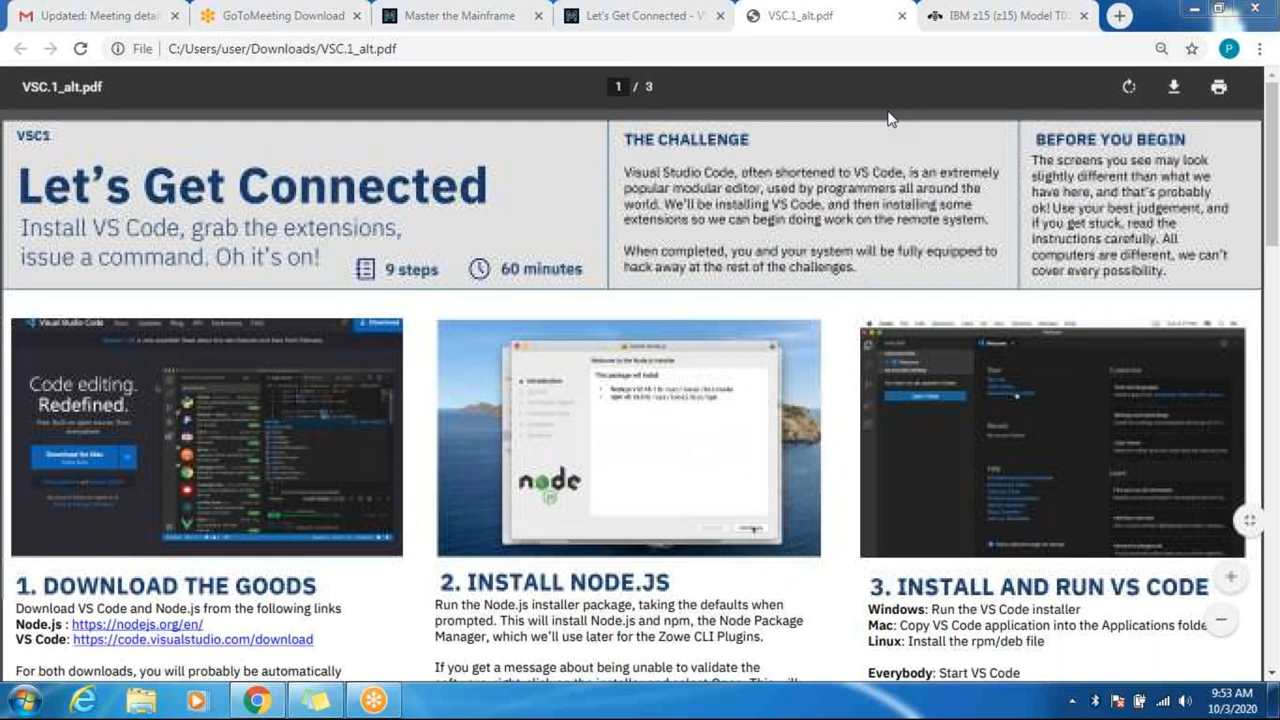 Updated: Meeting detai
GoToMeeting Download
Master the Mainframe
Let's Get Connected - V
VSC.1_alt.pdf
IBM z15 (z15) Model T0
File
C:/Users/user/Downloads/VSC.1_alt.pdf
P
VSC.1_alt.pdf
1 / 3
VSC1
Let's Get Connected
Install VS Code, grab the extensions,
issue a command. Oh it's on!
9 steps
60 minutes
THE CHALLENGE
Visual Studio Code, often shortened to VS Code, is an extremely
popular modular editor, used by programmers all around the
world. We'll be installing VS Code, and then installing some
extensions so we can begin doing work on the remote system.
When completed, you and your system will be fully equipped to
hack away at the rest of the challenges.
BEFORE YOU BEGIN
The screens you see may look
slightly different than what we
have here, and that's probably
ok! Use your best judgement, and
if you get stuck, read the
instructions carefully. All
computers are different, we can't
cover every possibility.
Visual Studio Code
Download
Code editing.
Redefined.
Download for Mac
node
1. DOWNLOAD THE GOODS
Download VS Code and Node.js from the following links
Node.js : https://nodejs.org/en/
VS Code: https://code.visualstudio.com/download
For both downloads, you will probably be automatically
2. INSTALL NODE.JS
Run the Node.js installer package, taking the defaults when
prompted. This will install Node.js and npm, the Node Package
Manager, which we'll use later for the Zowe CLI Plugins.
If you get a message about being unable to validate the
3. INSTALL AND RUN VS CODE
Windows: Run the VS Code installer
Mac: Copy VS Code application into the Applications folde
Linux: Install the rpm/deb file
Everybody: Start VS Code
9:53 AM
10/3/2020